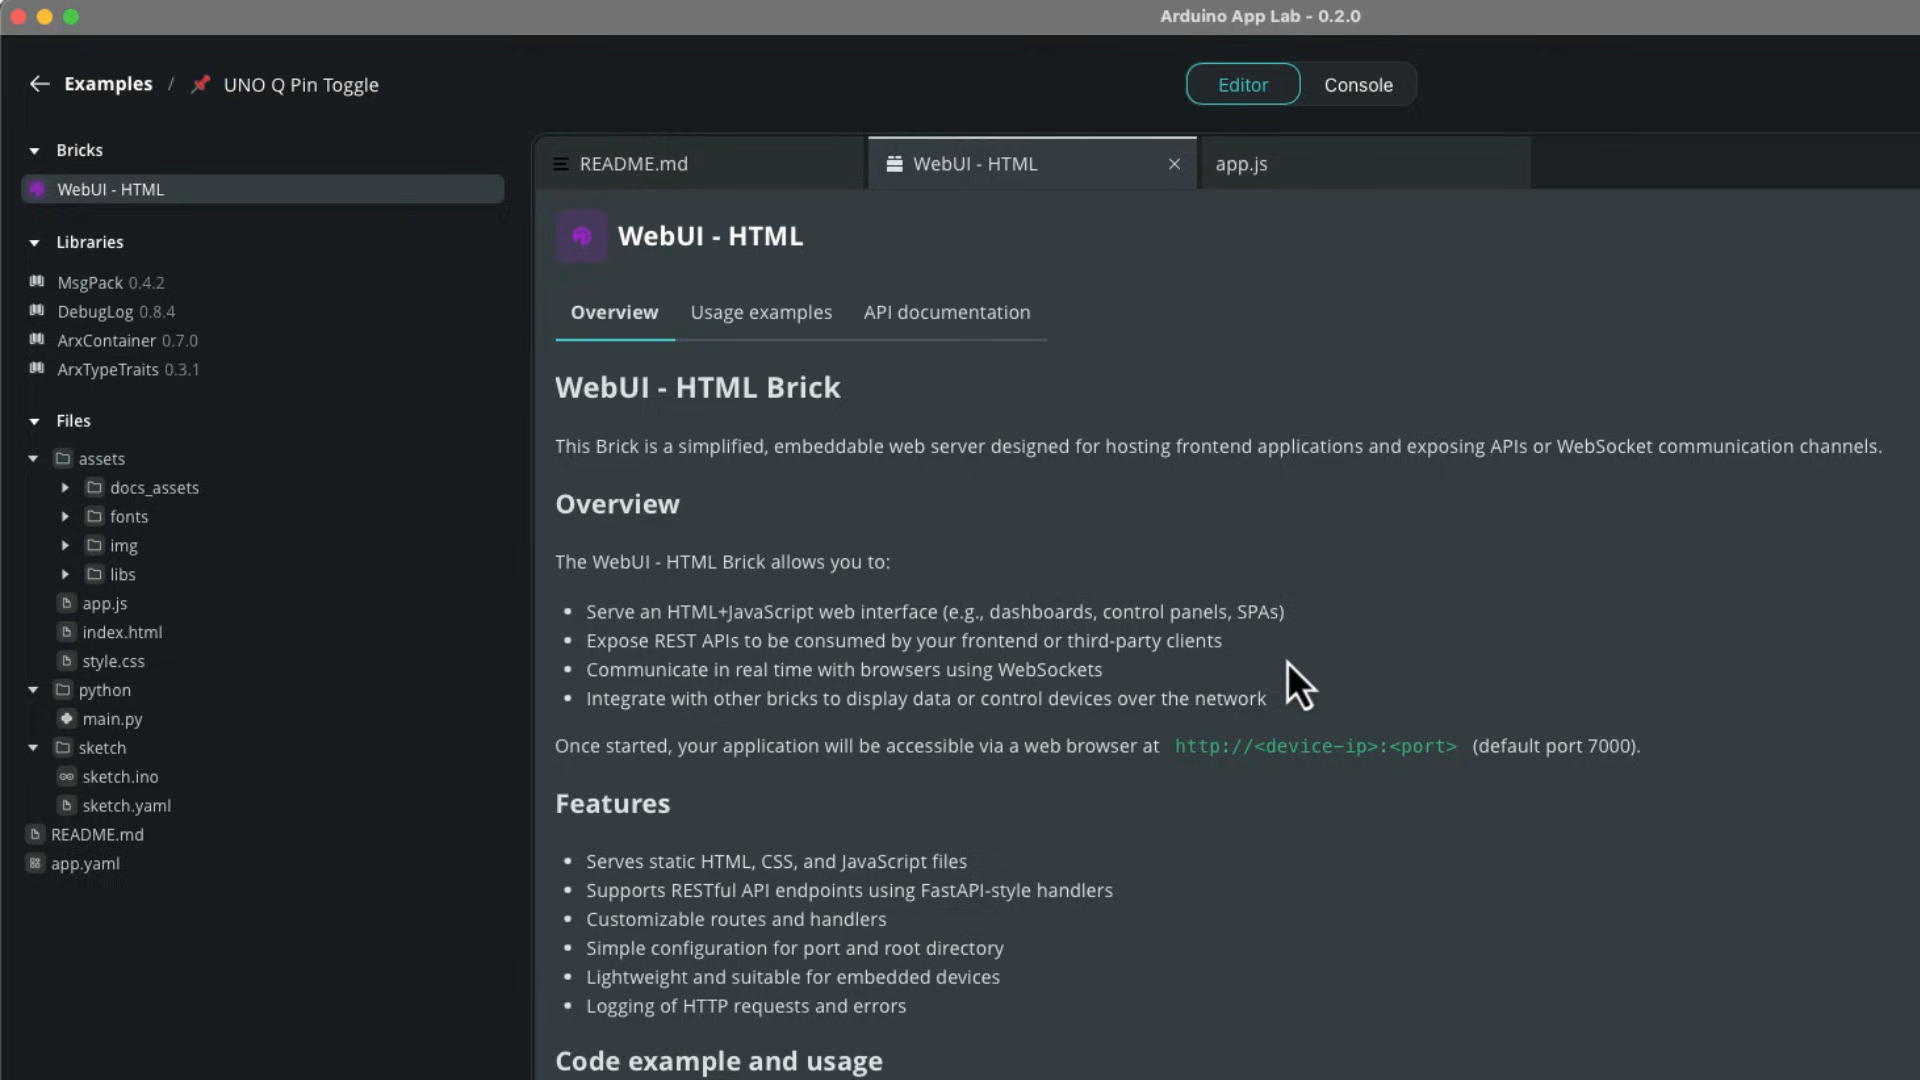 Arduino App Lab - 0.2.0
Examples / UNO Q Pin Toggle
Editor Console
Bricks
WebUI - HTML
Libraries
MsgPack 0.4.2
DebugLog 0.8.4
ArxContainer 0.7.0
ArxTypeTraits 0.3.1
Files
assets
docs_assets
fonts
img
libs
app.js
index.html
style.css
python
main.py
sketch
sketch.ino
sketch.yaml
README.md
app.yaml
README.md WebUI - HTML app.js
WebUI - HTML
Overview Usage examples API documentation
WebUI - HTML Brick
This Brick is a simplified, embeddable web server designed for hosting frontend applications and exposing APIs or WebSocket communication channels.
Overview
The WebUI - HTML Brick allows you to:
• Serve an HTML+JavaScript web interface (e.g., dashboards, control panels, SPAs)
• Expose REST APIs to be consumed by your frontend or third-party clients
• Communicate in real time with browsers using WebSockets
• Integrate with other bricks to display data or control devices over the network
Once started, your application will be accessible via a web browser at http://<device-ip>:<port> (default port 7000).
Features
• Serves static HTML, CSS, and JavaScript files
• Supports RESTful API endpoints using FastAPI-style handlers
• Customizable routes and handlers
• Simple configuration for port and root directory
• Lightweight and suitable for embedded devices
• Logging of HTTP requests and errors
Code example and usage